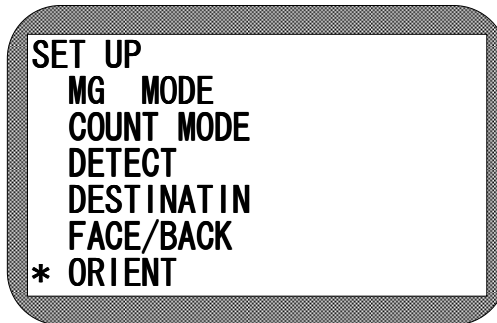 SET UP
MG MODE
COUNT MODE
DETECT
DESTINATIN
FACE/BACK
* ORIENT